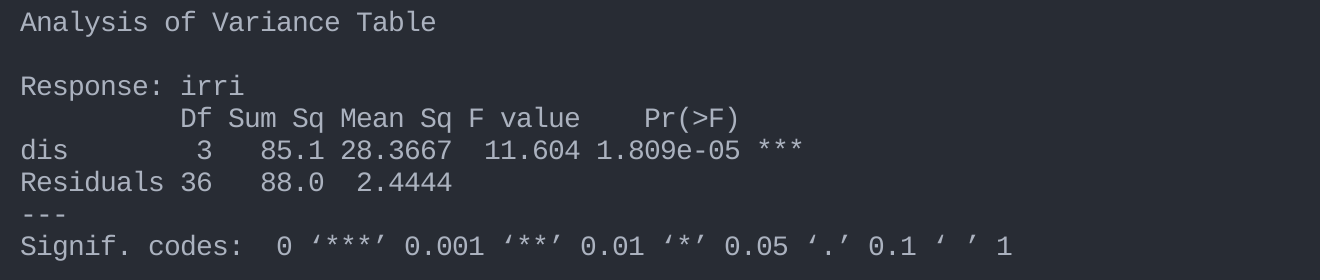 Analysis of Variance Table

Response: irri
          Df Sum Sq Mean Sq F value    Pr(>F)
dis        3   85.1 28.3667  11.604 1.809e-05 ***
Residuals 36   88.0  2.4444
---
Signif. codes:  0 ‘***’ 0.001 ‘**’ 0.01 ‘*’ 0.05 ‘.’ 0.1 ‘ ’ 1